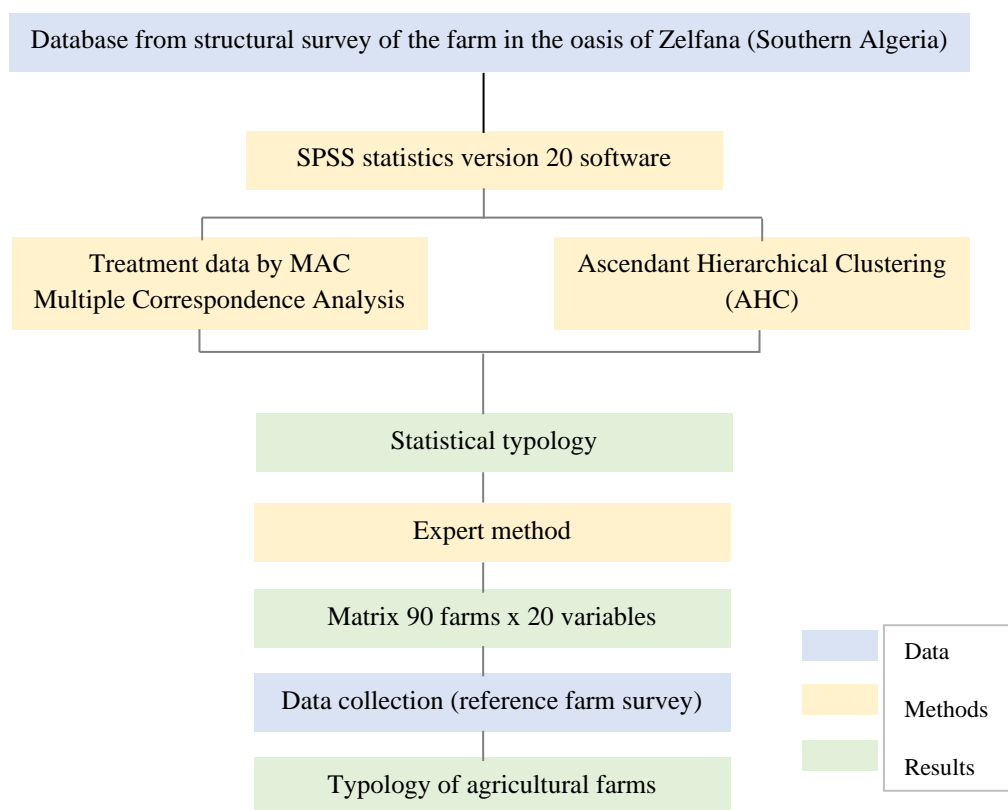 Database from structural survey of the farm in the oasis of Zelfana (Southern Algeria)
SPSS statistics version 20 software
Treatment data by MAC
Multiple Correspondence Analysis
Ascendant Hierarchical Clustering
(AHC)
Statistical typology
Expert method
Matrix 90 farms x 20 variables
Data collection (reference farm survey)
Typology of agricultural farms
Data
Methods
Results